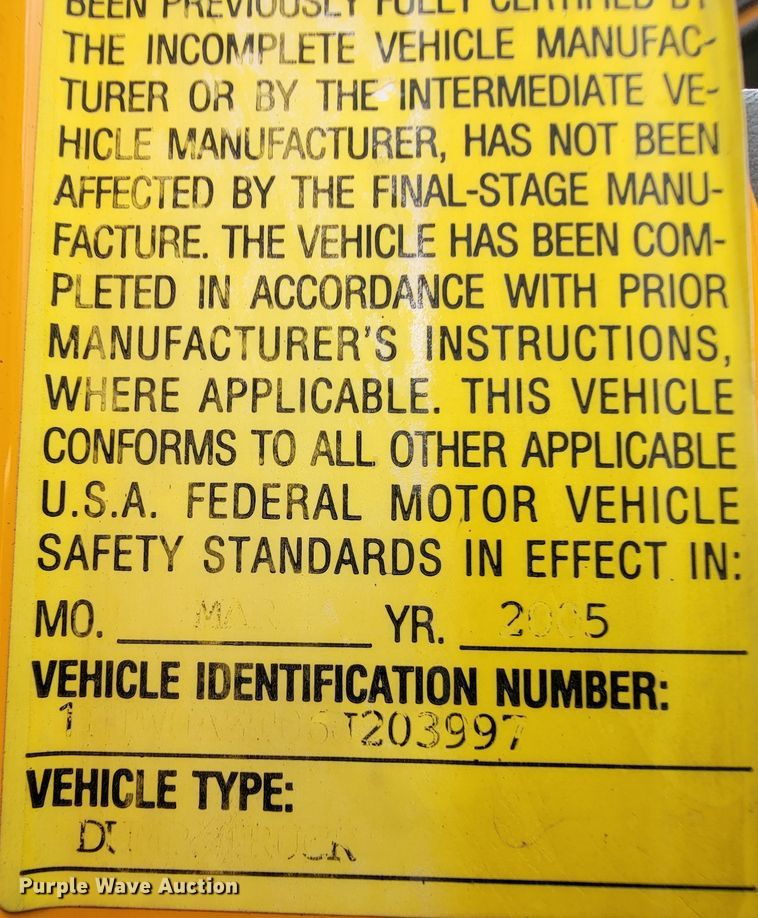 BEEN PREVIOUSLY FULLY CERTIFIED BY
THE INCOMPLETE VEHICLE MANUFAC-
TURER OR BY THE INTERMEDIATE VE-
HICLE MANUFACTURER, HAS NOT BEEN
AFFECTED BY THE FINAL-STAGE MANU-
FACTURE. THE VEHICLE HAS BEEN COM-
PLETED IN ACCORDANCE WITH PRIOR
MANUFACTURER'S INSTRUCTIONS,
WHERE APPLICABLE. THIS VEHICLE
CONFORMS TO ALL OTHER APPLICABLE
U.S.A. FEDERAL MOTOR VEHICLE
SAFETY STANDARDS IN EFFECT IN:
MO. MAR YR. 2005
VEHICLE IDENTIFICATION NUMBER:
VEHICLE TYPE:
DUMP TRUCK
Purple Wave Auction